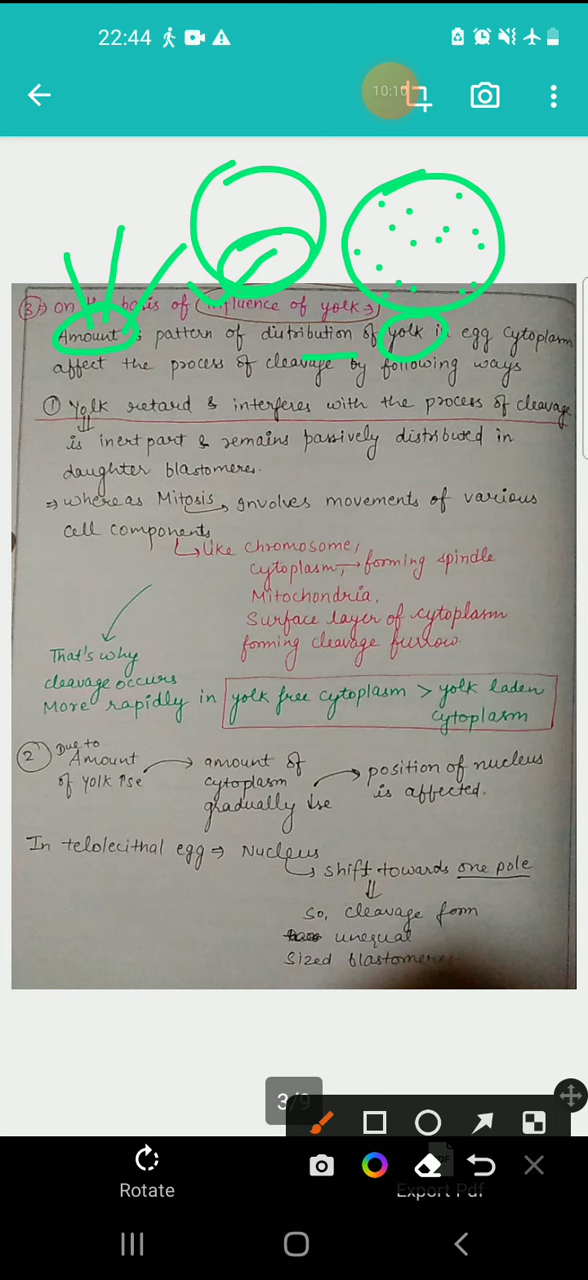 22:44
10:10
3) on the basis of influence of yolk →
Amount & pattern of distribution of yolk in egg cytoplasm
affect the process of cleavage by following ways
① Yolk retard & interferes with the process of cleavage
is inert part & remains passively distributed in
daughter blastomeres.
⇒ whereas Mitosis → involves movements of various
cell components
↳ like chromosome,
cytoplasm → forming spindle
Mitochondria,
Surface layer of cytoplasm
forming cleavage furrow.
That's why
cleavage occurs
More rapidly in yolk free cytoplasm > yolk laden
cytoplasm
② Due to
Amount → amount of → position of nucleus
of yolk ↑se cytoplasm is affected.
gradually ↓se
In telolecithal egg ⇒ Nucleus
↳ shift towards one pole
⇓
So, cleavage form
unequal
Sized blastomeres
3/9
Rotate
Export Pdf